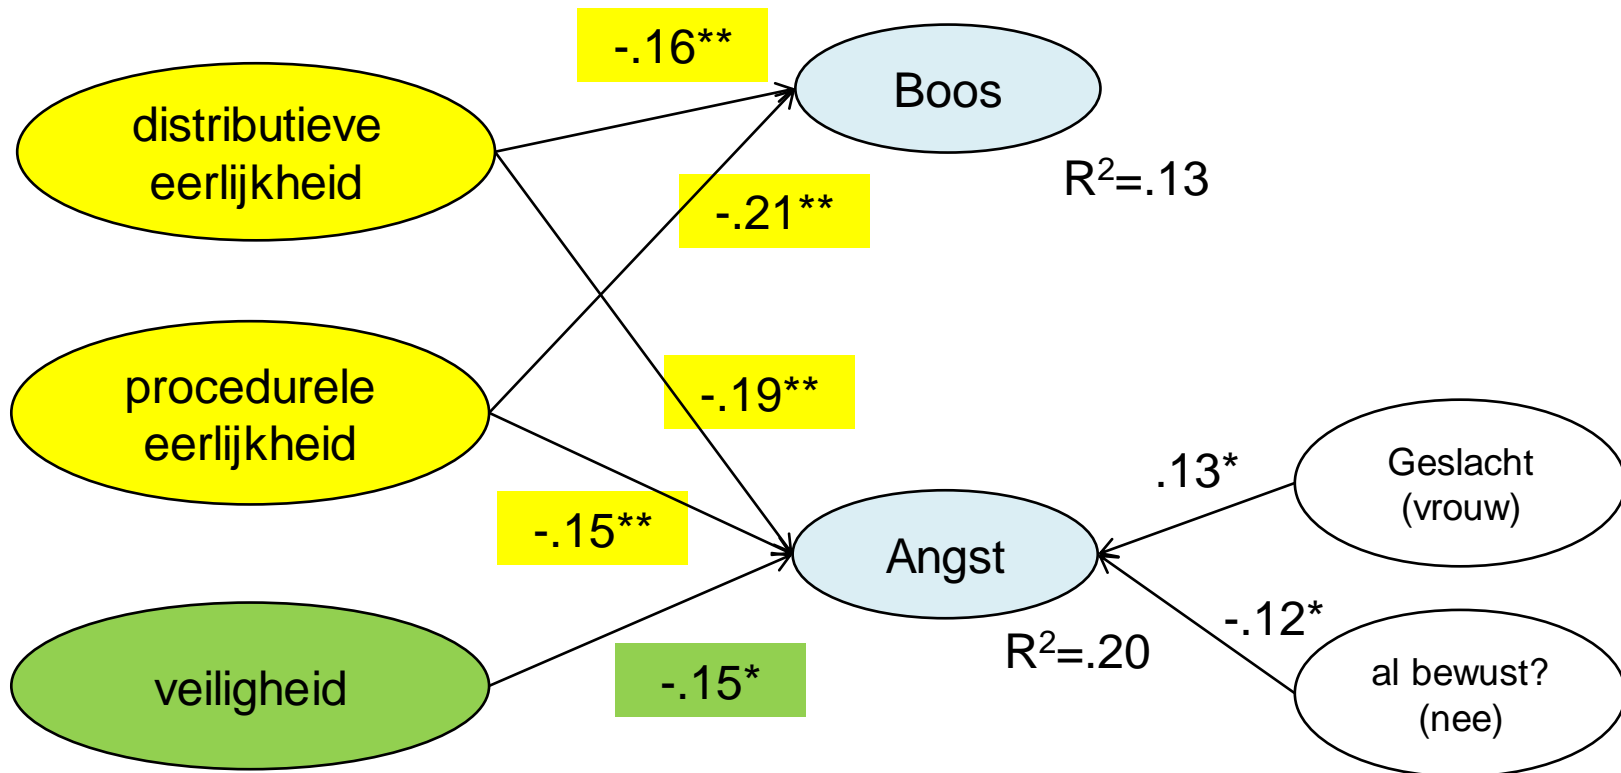 -.16**
Boos
distributieve
eerlijkheid
R²=.13
-.21**
procedurele
eerlijkheid
-.19**
Geslacht
(vrouw)
.13*
-.15**
Angst
-.12*
R²=.20
veiligheid
-.15*
al bewust?
(nee)